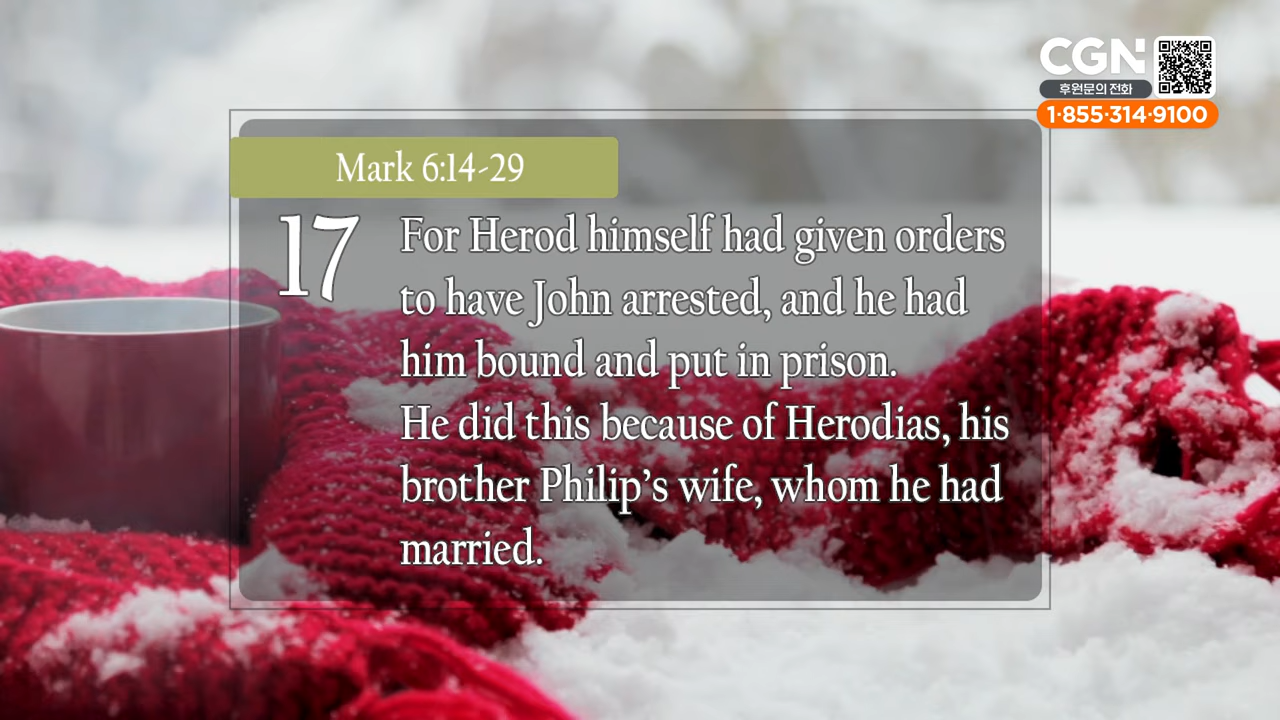 CGN
후원문의 전화
1·855·314·9100
Mark 6:14-29
17
For Herod himself had given orders
to have John arrested, and he had
him bound and put in prison.
He did this because of Herodias, his
brother Philip's wife, whom he had
married.